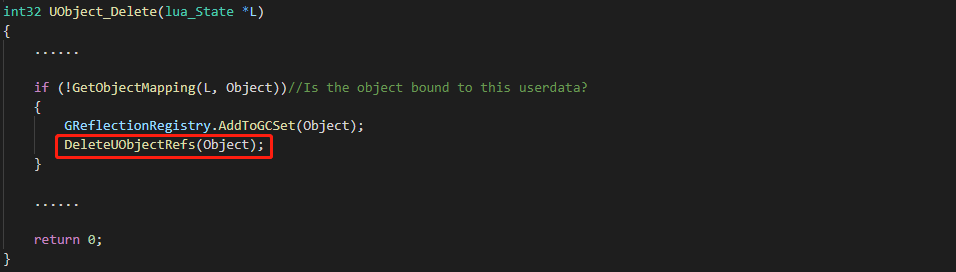 int32 UObject_Delete(lua_State *L)
{
    ......
    if (!GetObjectMapping(L, Object))//Is the object bound to this userdata?
    {
        GReflectionRegistry.AddToGCSet(Object);
        DeleteUObjectRefs(Object);
    }
    ......
    return 0;
}